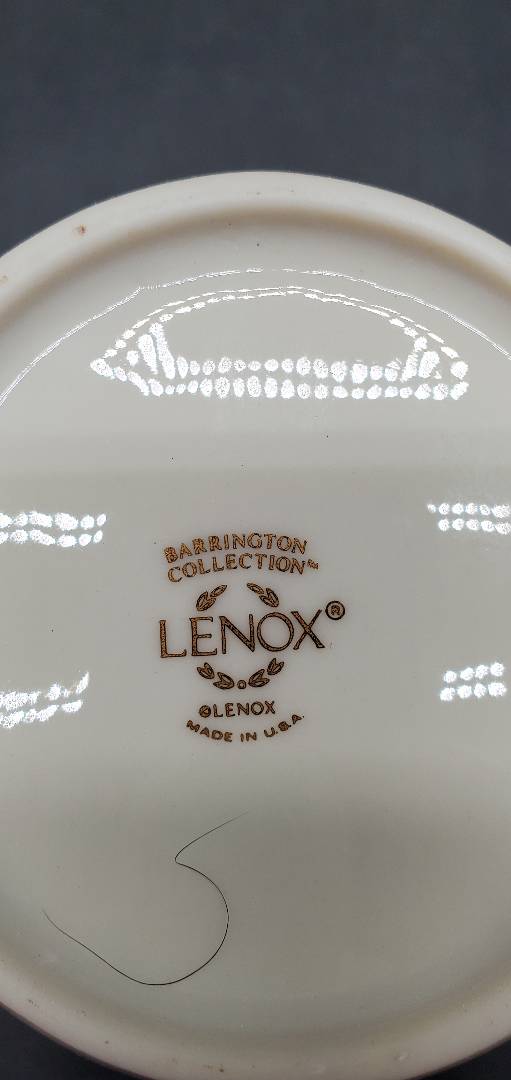 BARRINGTON
COLLECTION™
LENOX®
©LENOX
MADE IN U.S.A.